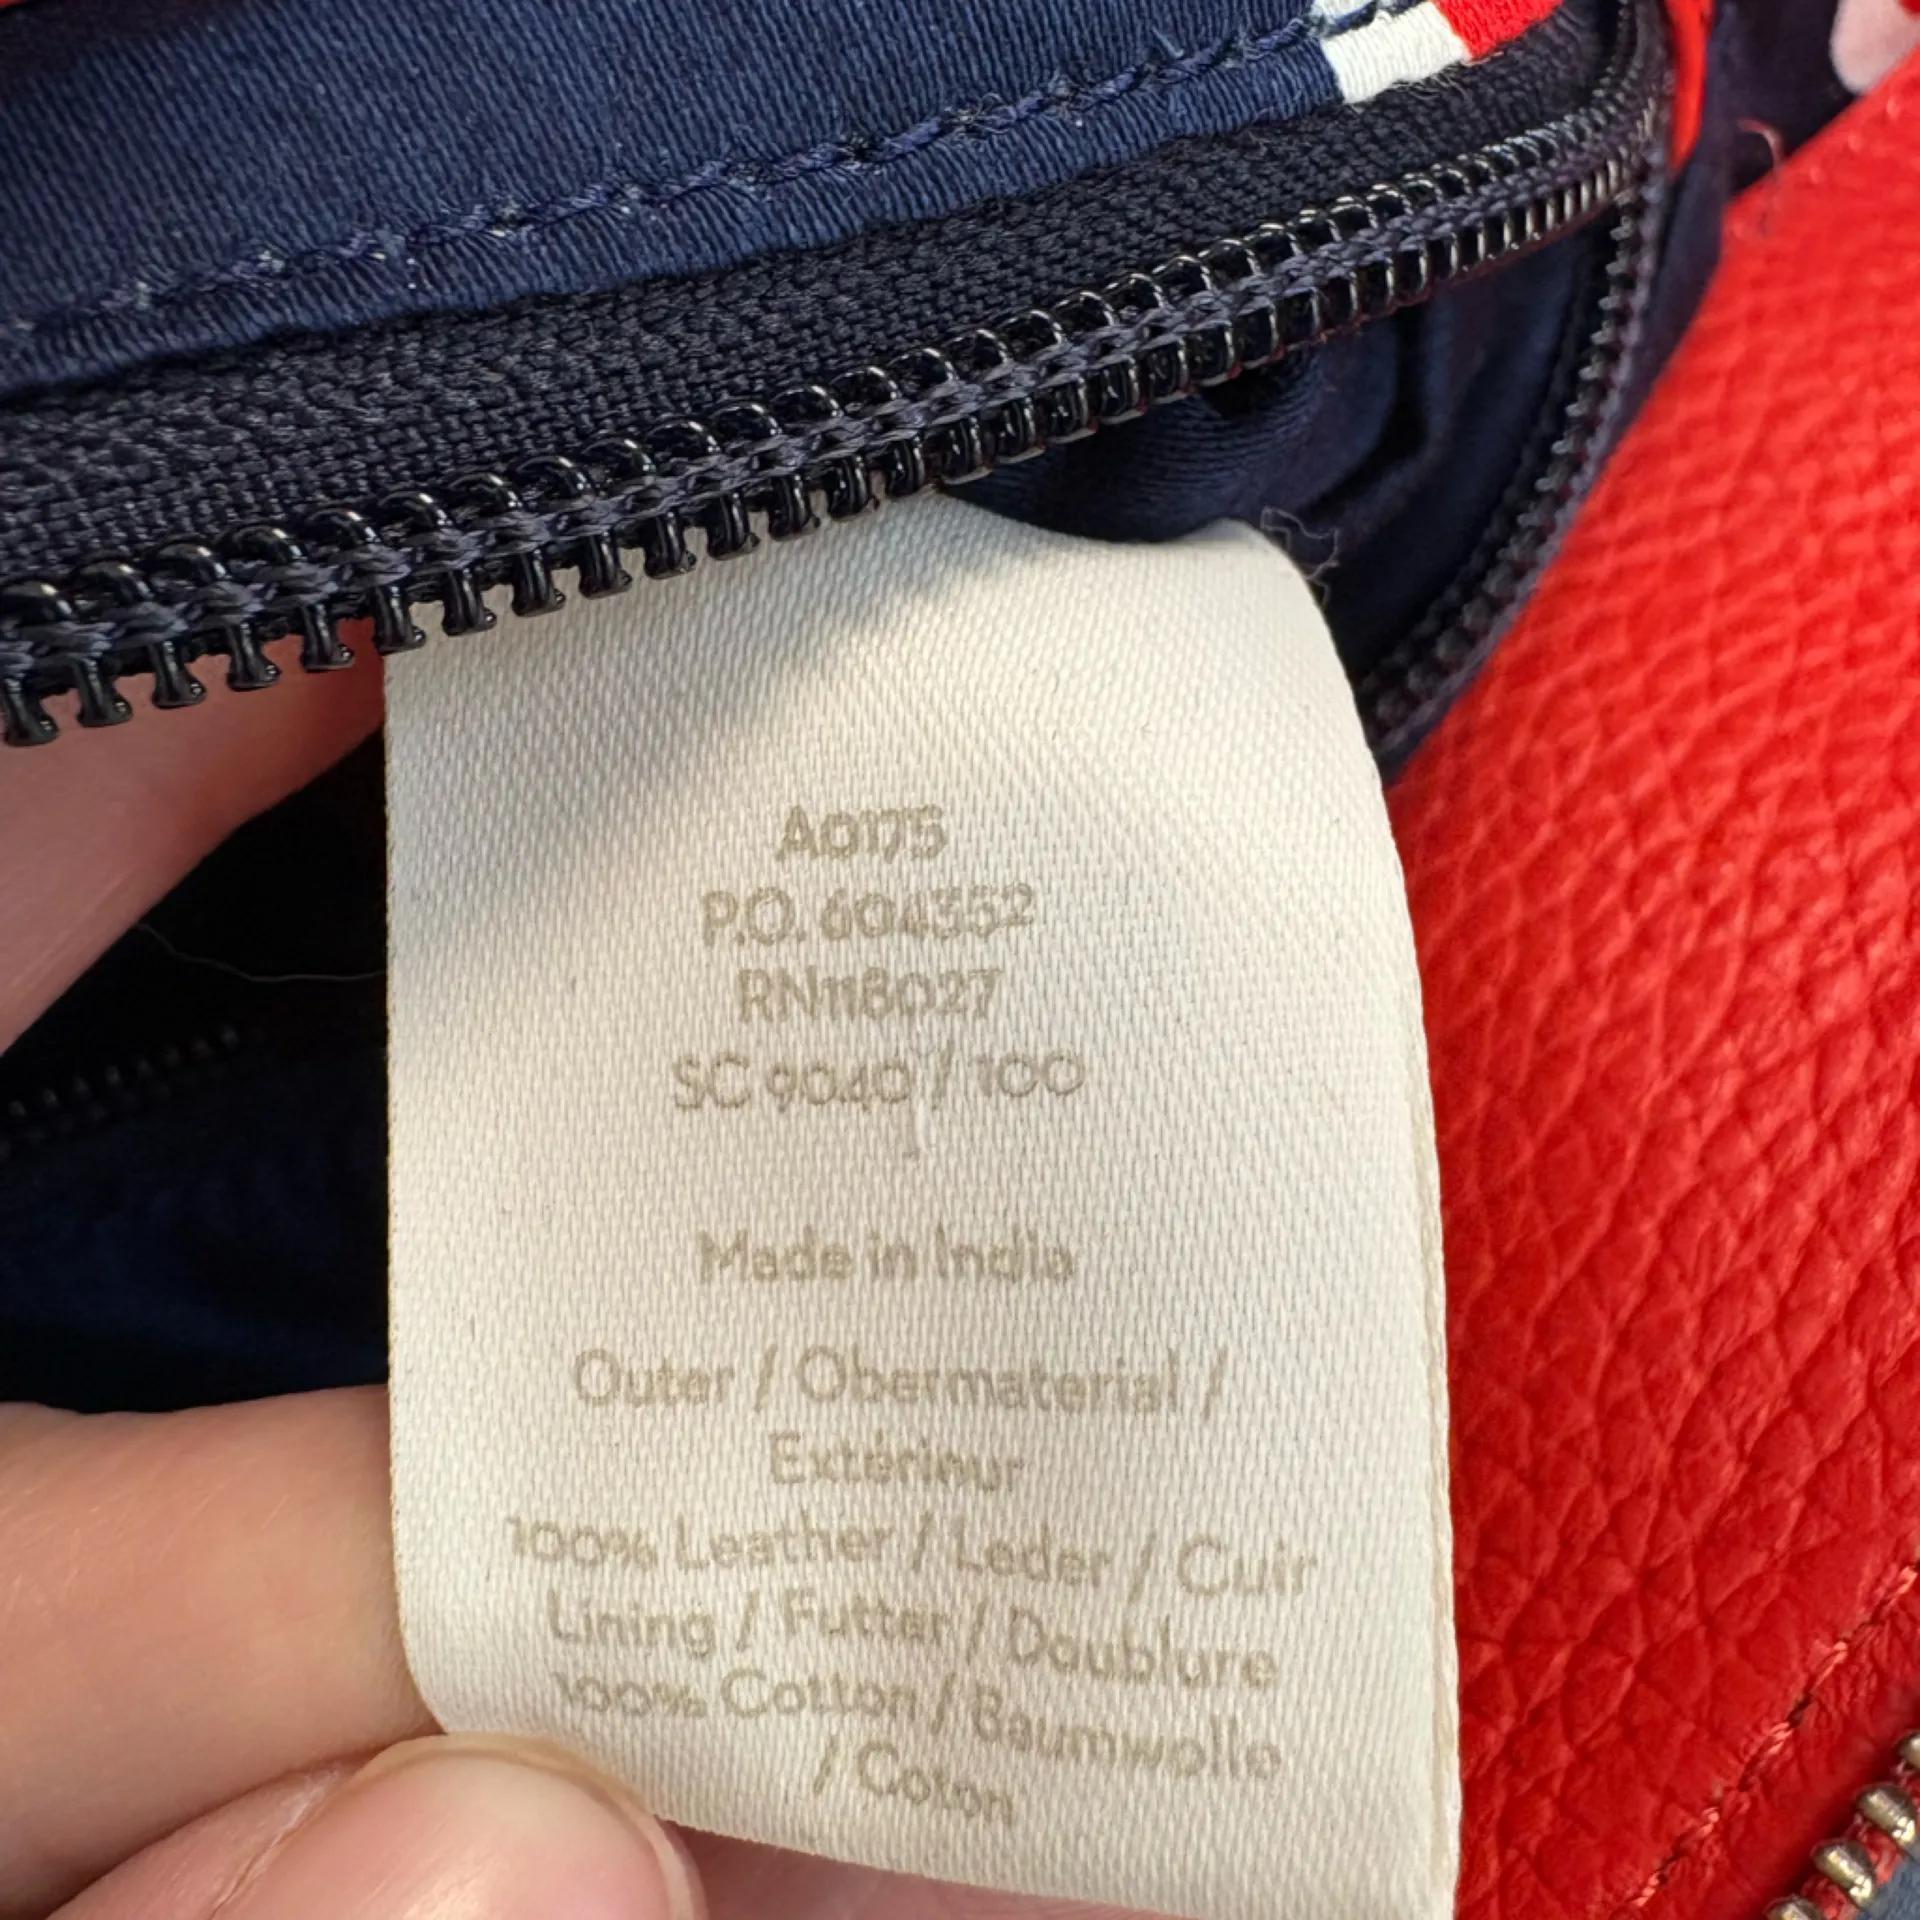 A0175
P.O. 604352
RN118027
SC 9040 / 100
Made in India
Outer / Obermaterial /
Extérieur
100% Leather / Leder / Cuir
Lining / Futter / Doublure
100% Cotton / Baumwolle
/ Coton